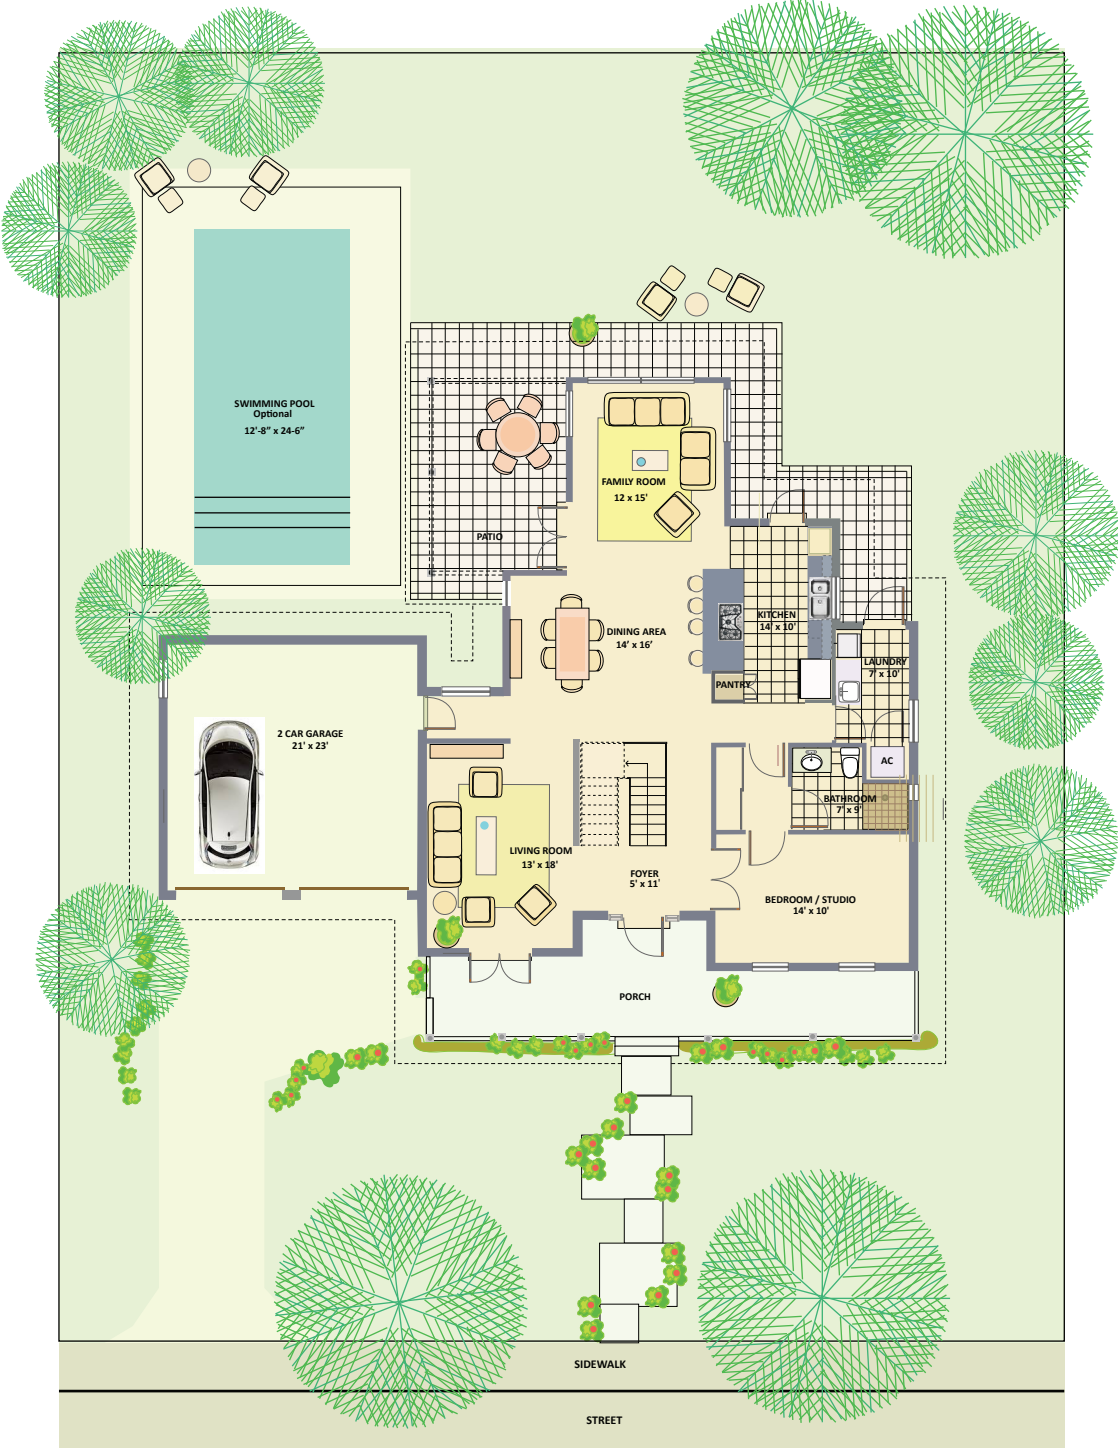 SWIMMING POOL
Optional
12'-8" x 24-6"
FAMILY ROOM
12 x 15'
PATIO
KITCHEN
14' x 10'
DINING AREA
14' x 16'
LAUNDRY
7' x 10'
PANTRY
2 CAR GARAGE
21' x 23'
AC
BATHROOM
7' x 9'
LIVING ROOM
13' x 18'
FOYER
5' x 11'
BEDROOM / STUDIO
14' x 10'
PORCH
SIDEWALK
STREET